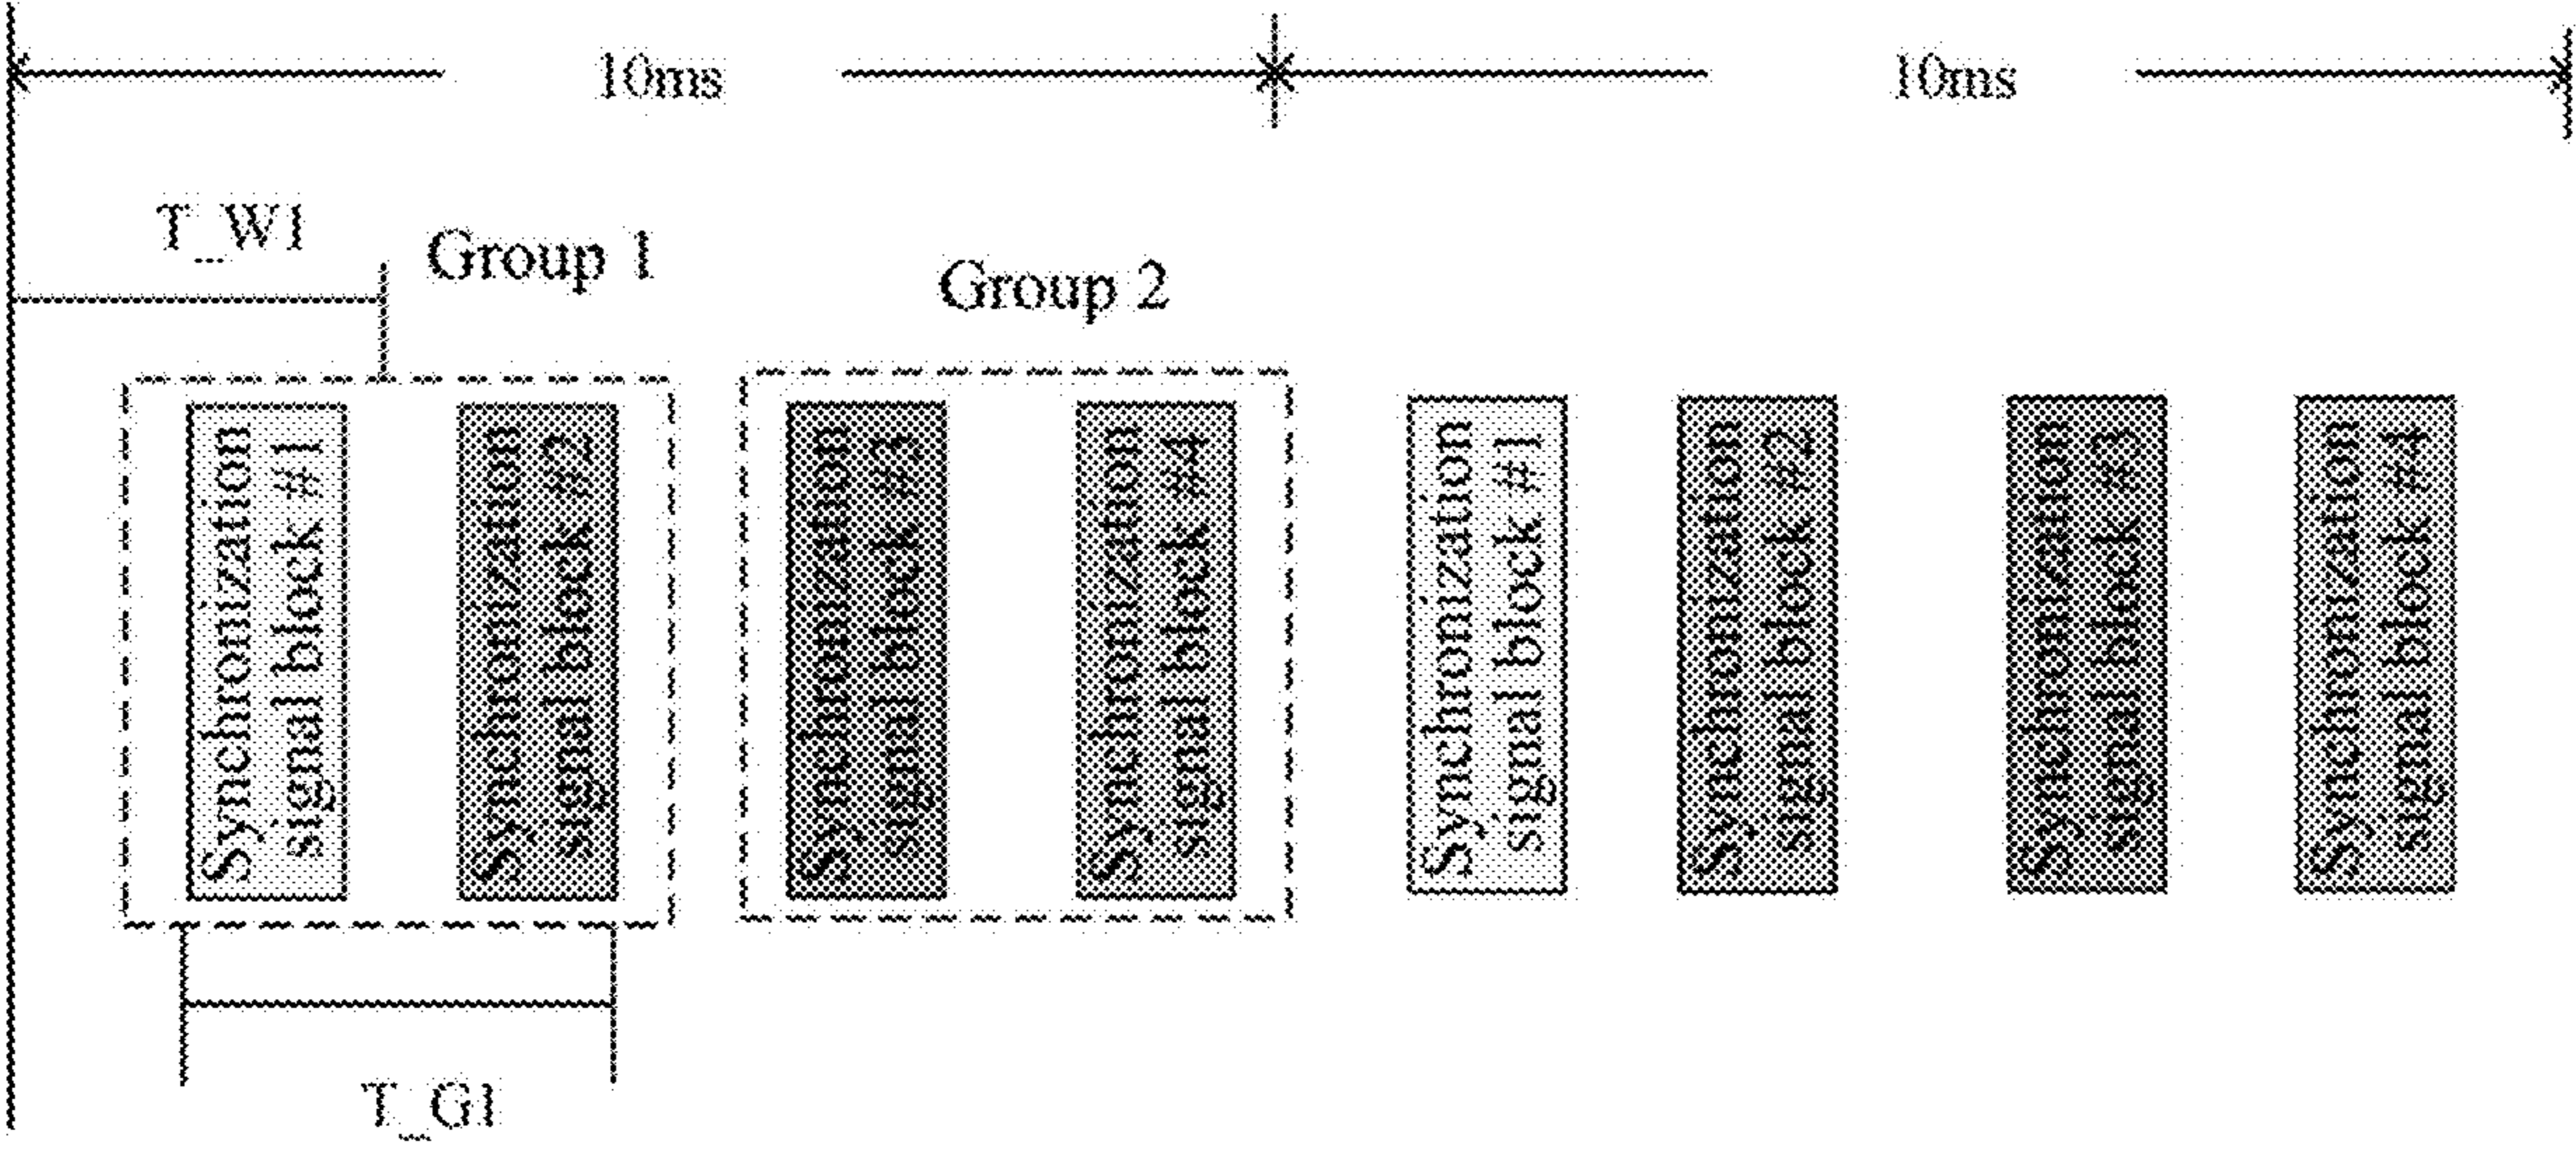 10ms
10ms
T_W1
Group 1
Group 2
Synchronization
signal block #1
Synchronization
signal block #2
Synchronization
signal block #3
Synchronization
signal block #4
Synchronization
signal block #1
Synchronization
signal block #2
Synchronization
signal block #3
Synchronization
signal block #4
T_G1